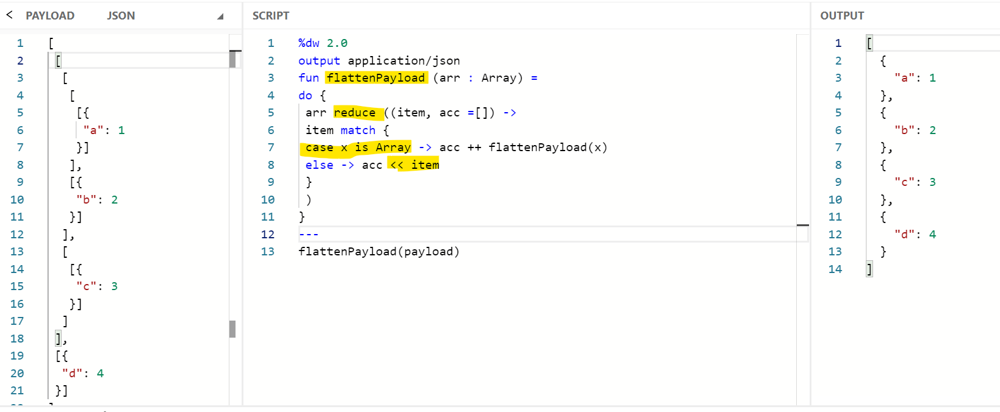 < PAYLOAD JSON
1 [
2 [
3 [
4 [
5 [{
6 "a": 1
7 }]
8 ],
9 [{
10 "b": 2
11 }]
12 ],
13 [
14 [{
15 "c": 3
16 }]
17 ]
18 ],
19 [{
20 "d": 4
21 }]
SCRIPT
1 %dw 2.0
2 output application/json
3 fun flattenPayload (arr : Array) =
4 do {
5 arr reduce ((item, acc =[]) ->
6 item match {
7 case x is Array -> acc ++ flattenPayload(x)
8 else -> acc << item
9 }
10 )
11 }
12 ---
13 flattenPayload(payload)
OUTPUT
1 [
2 {
3 "a": 1
4 },
5 {
6 "b": 2
7 },
8 {
9 "c": 3
10 },
11 {
12 "d": 4
13 }
14 ]